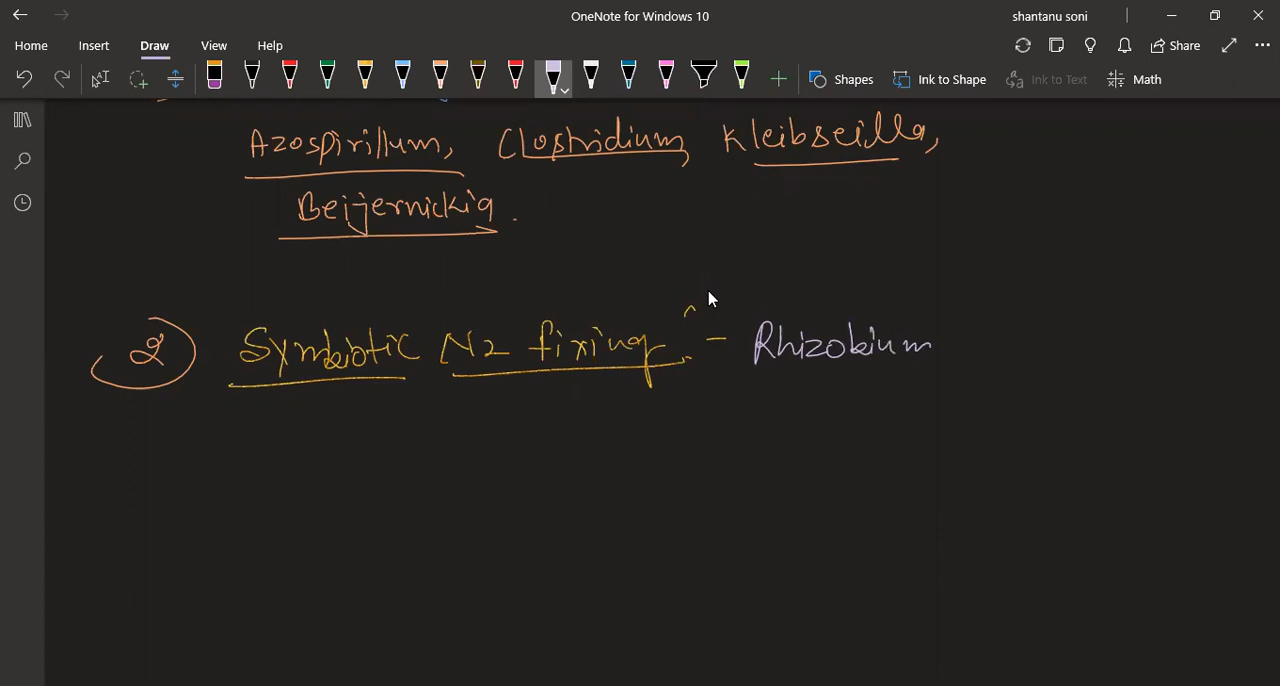 OneNote for Windows 10
shantanu soni
Home Insert Draw View Help
Share
Shapes Ink to Shape Ink to Text Math
Azospirillum, Clostridium, Kleibseilla,
Beijernickia.
2 Symbiotic N2 fixing - Rhizobium